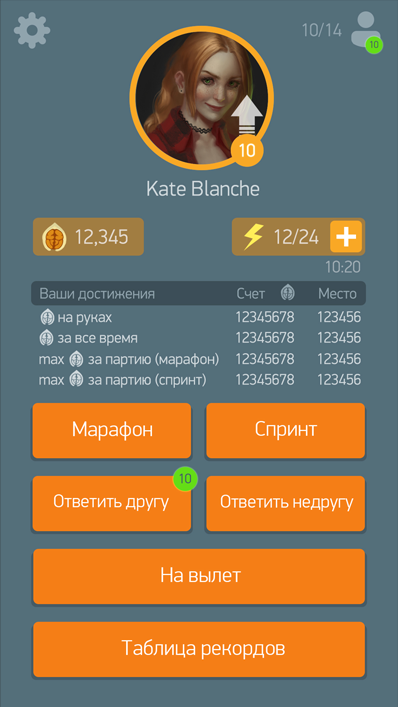 10/14
10
10
Kate Blanche
12,345
12/24
10:20
Ваши достижения Счет Место
на руках 12345678 123456
за все время 12345678 123456
max за партию (марафон) 12345678 123456
max за партию (спринт) 12345678 123456
Марафон Спринт
10
Ответить другу Ответить недругу
На вылет
Таблица рекордов